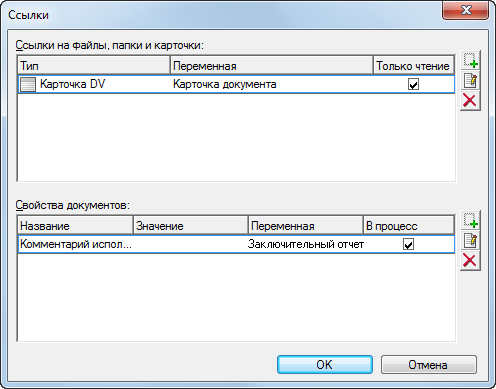 Ссылки
Ссылки на файлы, папки и карточки:
Тип Переменная Только чтение
Карточка DV Карточка документа
Свойства документов:
Название Значение Переменная В процесс
Комментарий испол... Заключительный отчет
OK Отмена